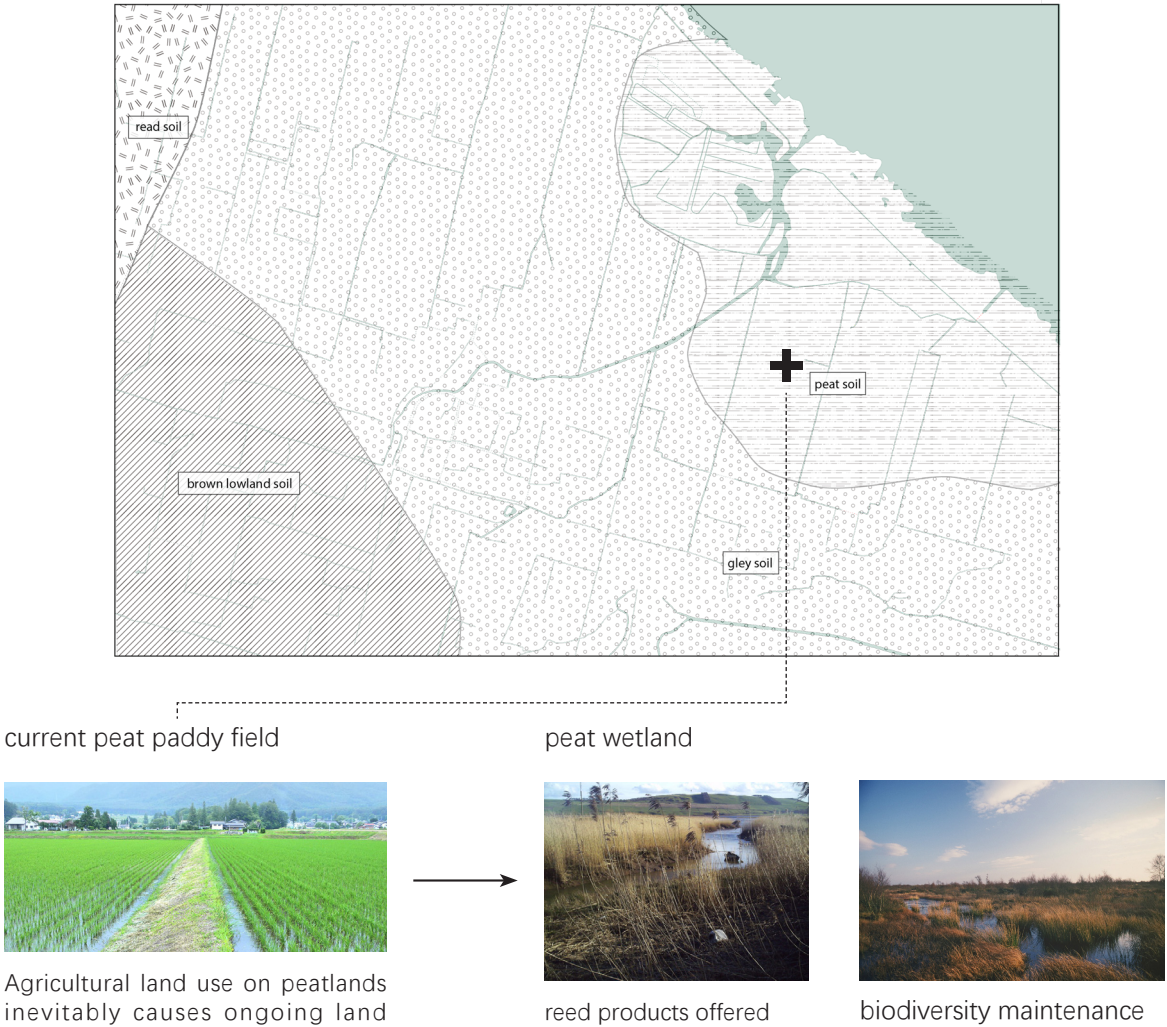 read soil
peat soil
brown lowland soil
gley soil
current peat paddy field
peat wetland
Agricultural land use on peatlands
inevitably causes ongoing land
reed products offered
biodiversity maintenance